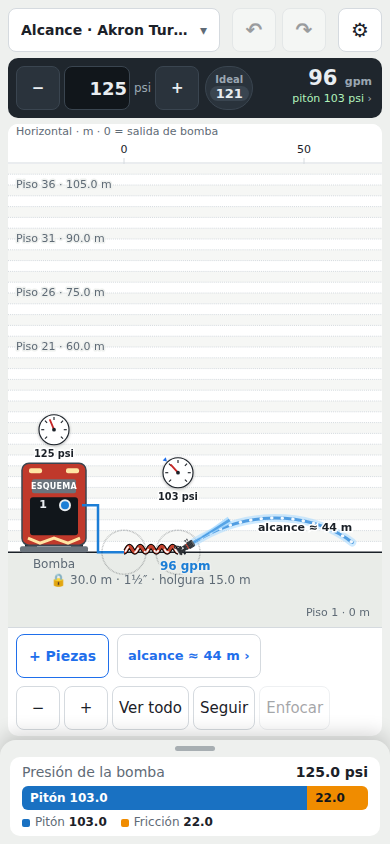 Alcance · Akron Tur... ▾ ↶ ↷ ⚙
− 125 psi + Ideal 121 96 gpm
pitón 103 psi ›
Horizontal · m · 0 = salida de bomba
0 50
Piso 36 · 105.0 m
Piso 31 · 90.0 m
Piso 26 · 75.0 m
Piso 21 · 60.0 m
125 psi
ESQUEMA
1
103 psi
alcance ≈ 44 m
Bomba
96 gpm
🔒 30.0 m · 1½″ · holgura 15.0 m
Piso 1 · 0 m
+ Piezas alcance ≈ 44 m ›
− + Ver todo Seguir Enfocar
Presión de la bomba 125.0 psi
Pitón 103.0 22.0
Pitón 103.0 Fricción 22.0